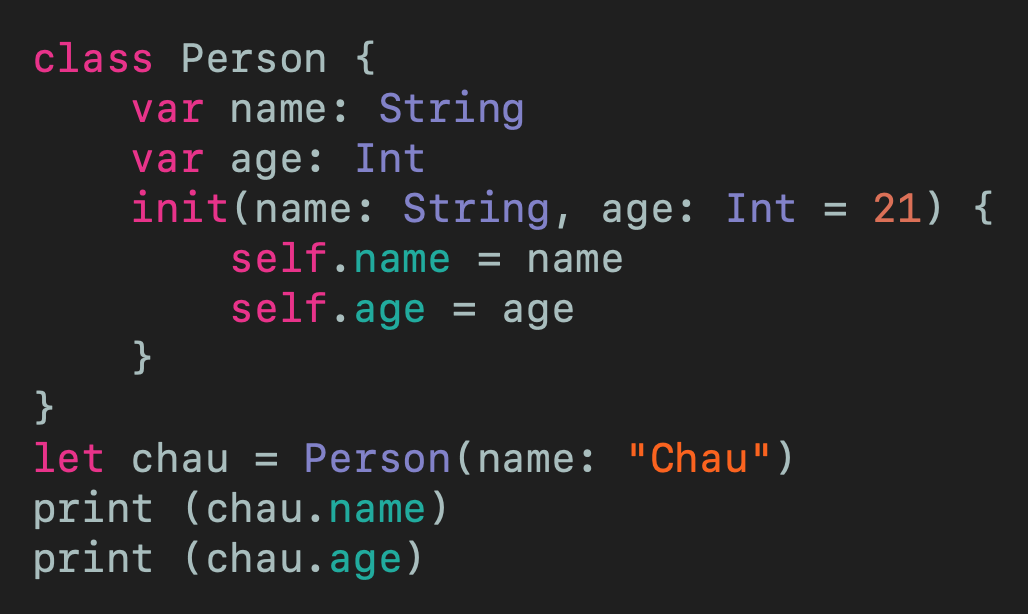 class Person {
    var name: String
    var age: Int
    init(name: String, age: Int = 21) {
        self.name = name
        self.age = age
    }
}
let chau = Person(name: "Chau")
print (chau.name)
print (chau.age)